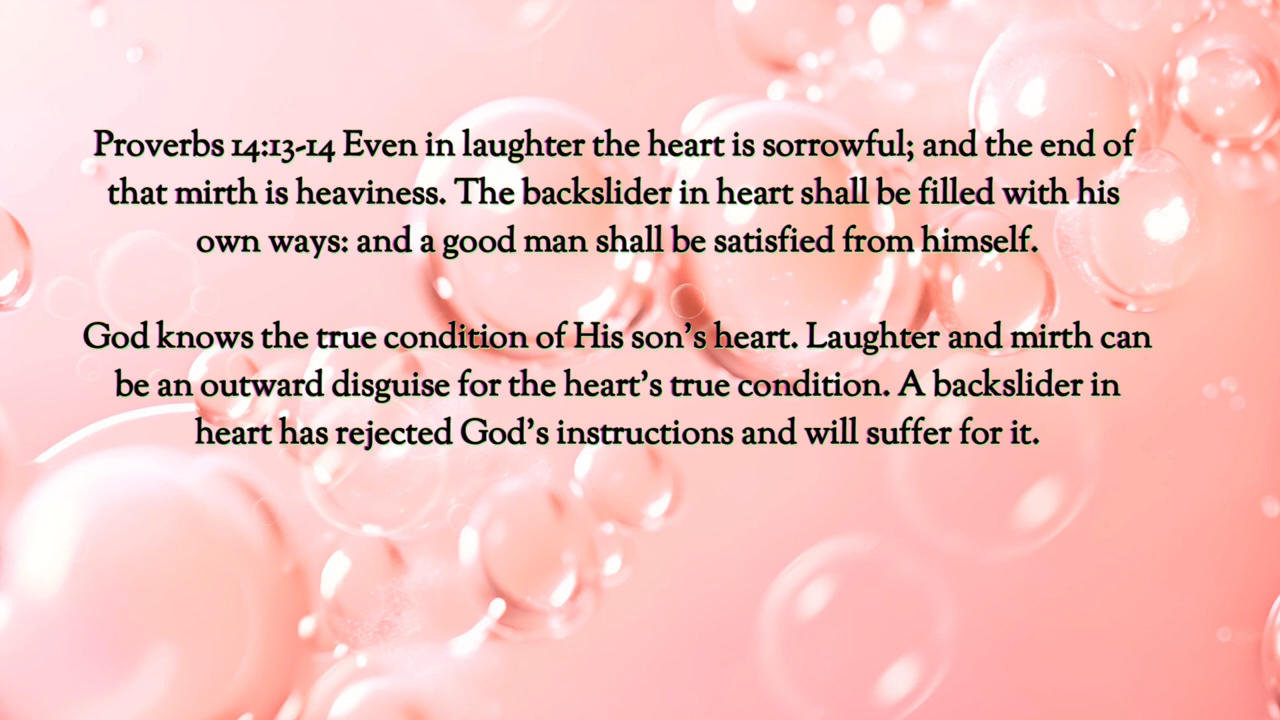 Proverbs 14:13-14 Even in laughter the heart is sorrowful; and the end of
that mirth is heaviness. The backslider in heart shall be filled with his
own ways: and a good man shall be satisfied from himself.
God knows the true condition of His son’s heart. Laughter and mirth can
be an outward disguise for the heart’s true condition. A backslider in
heart has rejected God’s instructions and will suffer for it.